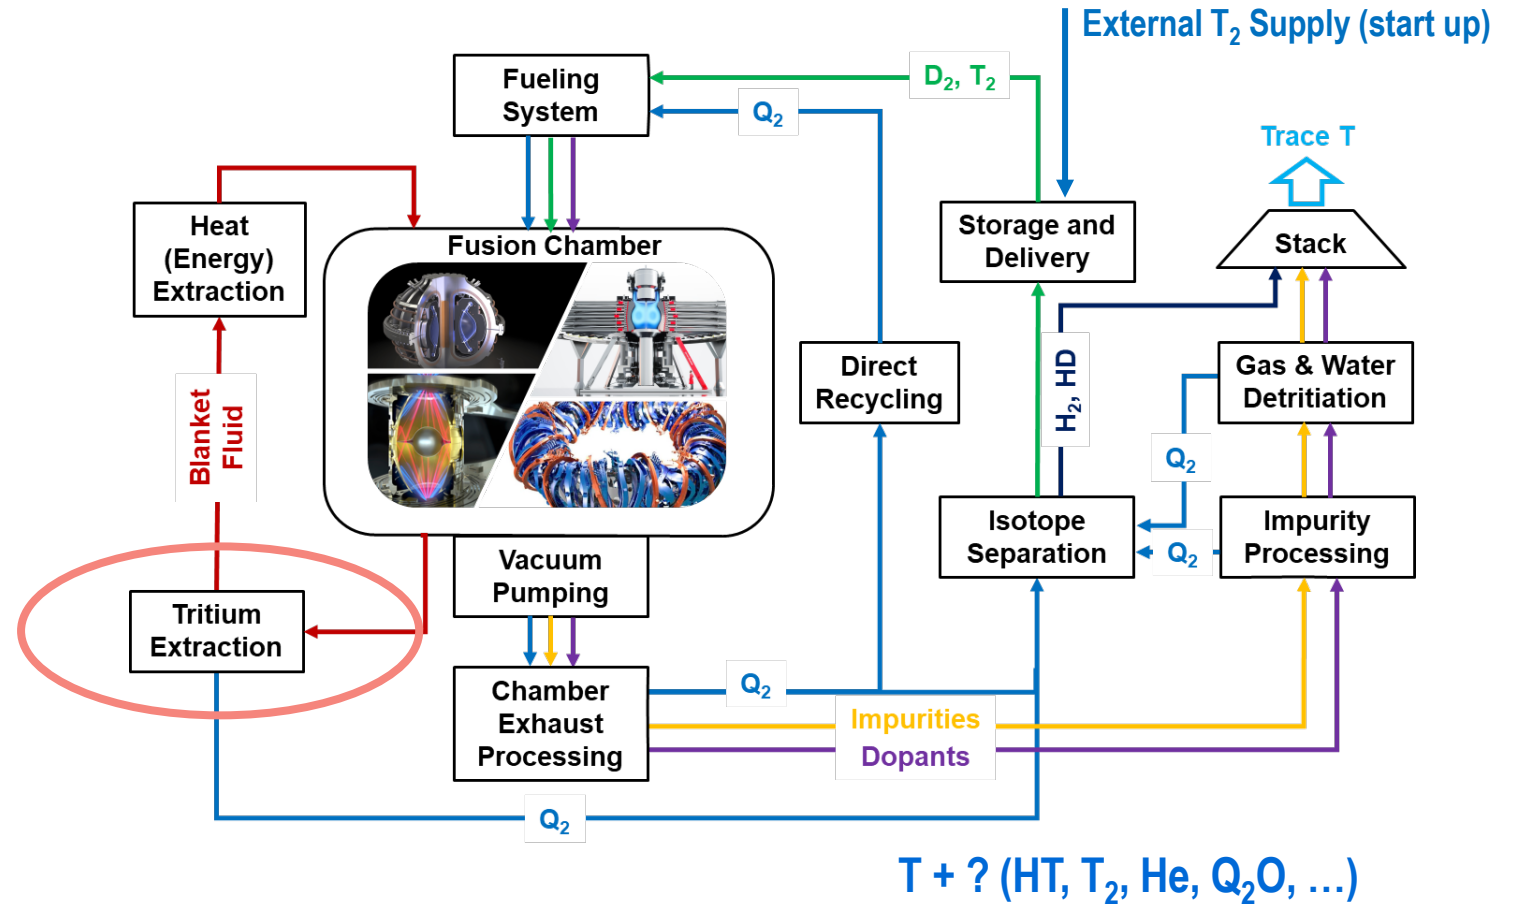 External T₂ Supply (start up)
Fueling
System
D₂, T₂
Q₂
Trace T
Heat
(Energy)
Extraction
Fusion Chamber
Storage and
Delivery
Stack
Blanket
Fluid
Direct
Recycling
H₂, HD
Gas & Water
Detritiation
Q₂
Vacuum
Pumping
Isotope
Separation
Q₂
Impurity
Processing
Tritium
Extraction
Chamber
Exhaust
Processing
Q₂
Impurities
Dopants
Q₂
T + ? (HT, T₂, He, Q₂O, …)